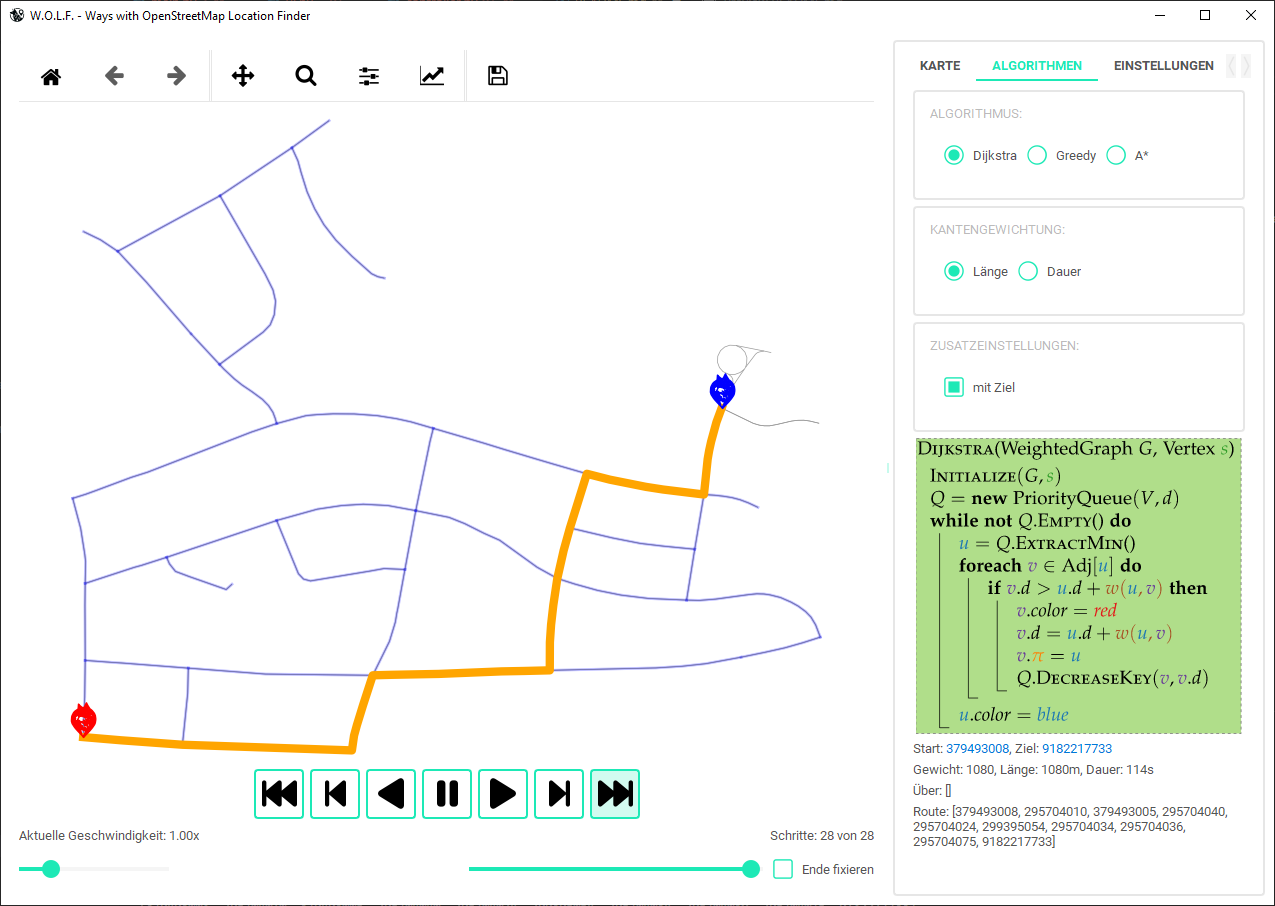 W.O.L.F. - Ways with OpenStreetMap Location Finder
KARTE ALGORITHMEN EINSTELLUNGEN
ALGORITHMUS:
Dijkstra Greedy A*
KANTENGEWICHTUNG:
Länge Dauer
ZUSATZEINSTELLUNGEN:
mit Ziel
DIJKSTRA(WeightedGraph G, Vertex s)
INITIALIZE(G, s)
Q = new PriorityQueue(V, d)
while not Q.EMPTY() do
u = Q.EXTRACTMIN()
foreach v ∈ Adj[u] do
if v.d > u.d + w(u, v) then
v.color = red
v.d = u.d + w(u, v)
v.π = u
Q.DECREASEKEY(v, v.d)
u.color = blue
Start: 379493008, Ziel: 9182217733
Gewicht: 1080, Länge: 1080m, Dauer: 114s
Über: []
Route: [379493008, 295704010, 379493005, 295704040,
295704024, 299395054, 295704034, 295704036,
295704075, 9182217733]
Aktuelle Geschwindigkeit: 1.00x
Schritte: 28 von 28
Ende fixieren